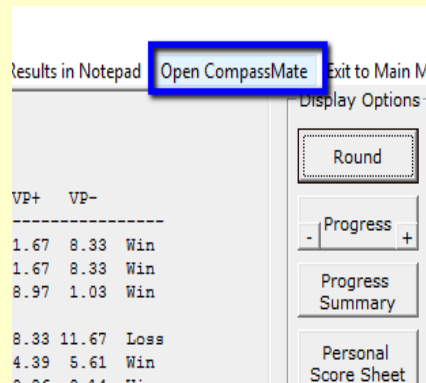 Results in Notepad Open CompassMate Exit to Main M
Display Options
Round
VP+ VP-
- Progress +
1.67 8.33 Win
1.67 8.33 Win
8.97 1.03 Win
Progress
Summary
8.33 11.67 Loss
4.39 5.61 Win
Personal
Score Sheet